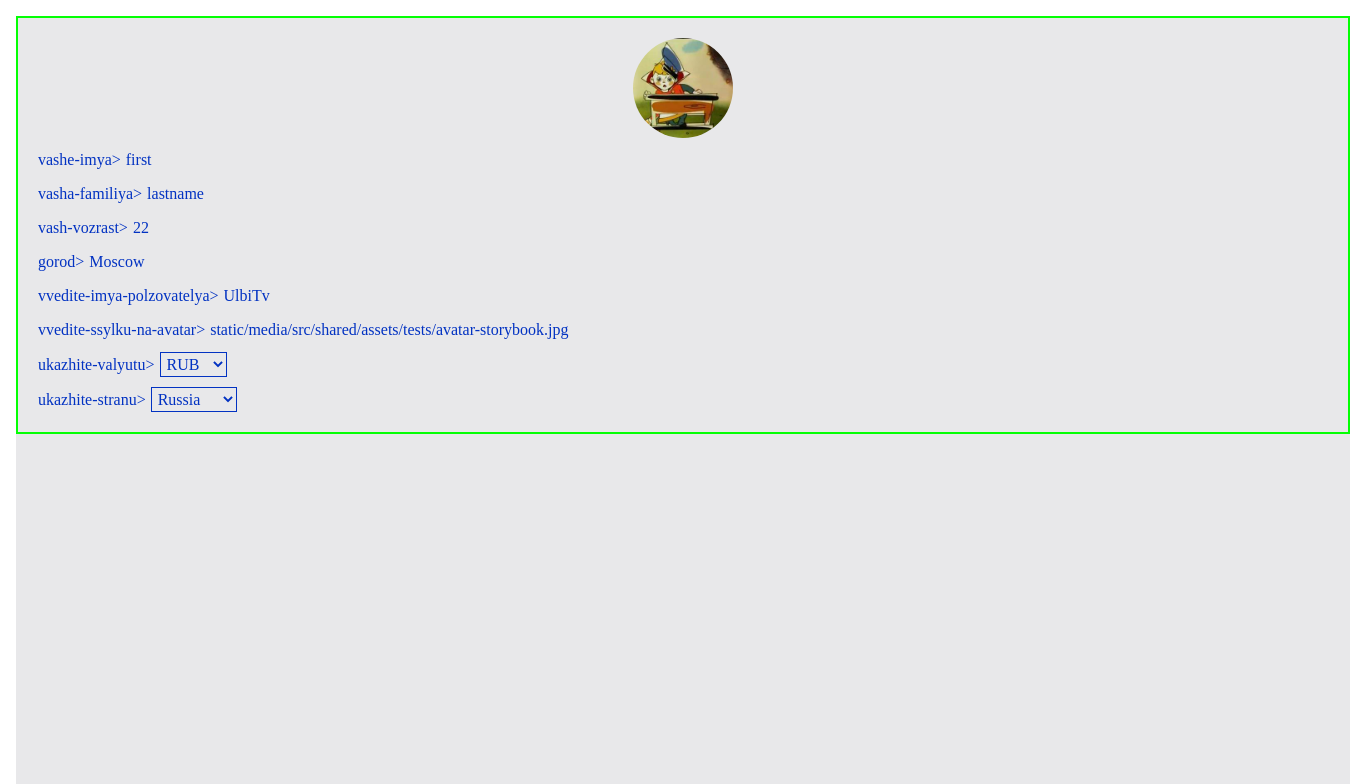 vashe-imya> first
vasha-familiya> lastname
vash-vozrast> 22
gorod> Moscow
vvedite-imya-polzovatelya> UlbiTv
vvedite-ssylku-na-avatar> static/media/src/shared/assets/tests/avatar-storybook.jpg
ukazhite-valyutu> RUB
ukazhite-stranu> Russia